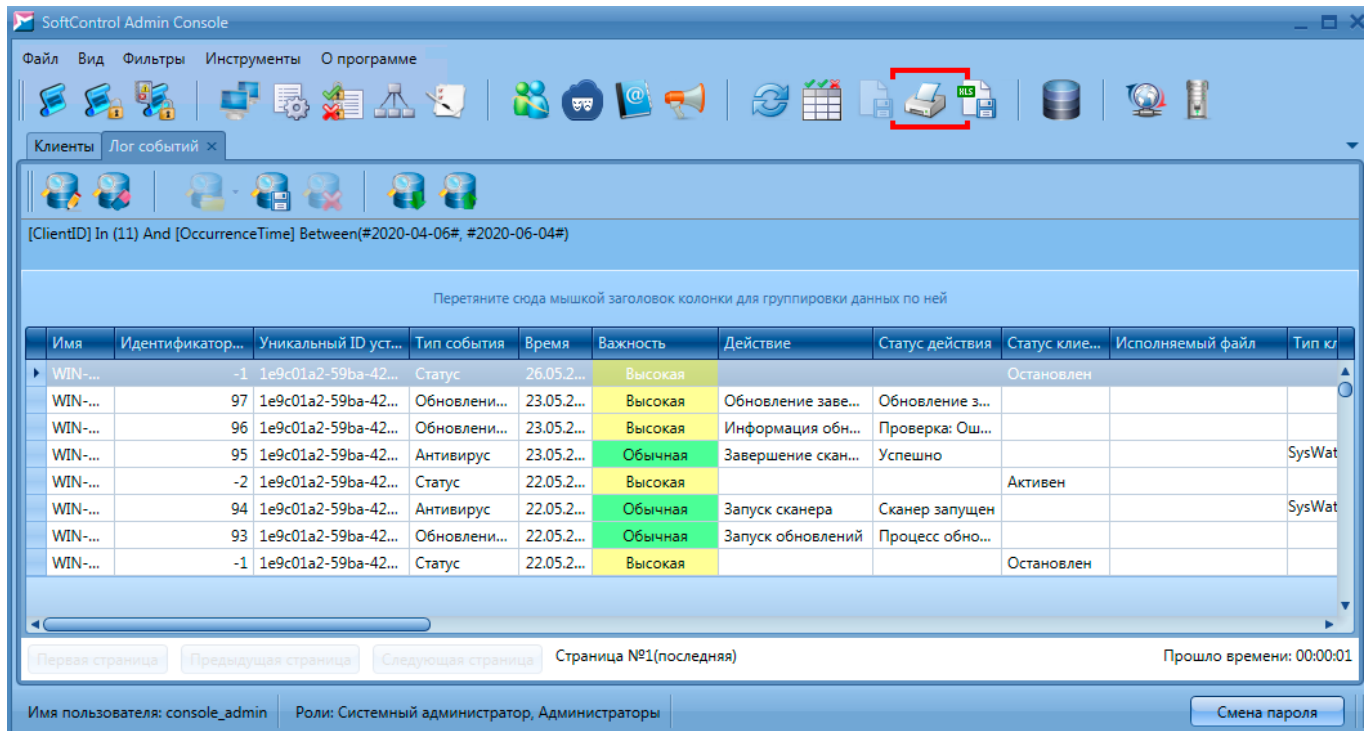 SoftControl Admin Console
Файл Вид Фильтры Инструменты О программе
XLS
Клиенты Лог событий ×
[ClientID] In (11) And [OccurrenceTime] Between(#2020-04-06#, #2020-06-04#)
Перетяните сюда мышкой заголовок колонки для группировки данных по ней
Имя Идентификатор... Уникальный ID уст... Тип события Время Важность Действие Статус действия Статус клие... Исполняемый файл Тип кл
WIN-... -1 1e9c01a2-59ba-42... Статус 26.05.2... Высокая Остановлен
WIN-... 97 1e9c01a2-59ba-42... Обновлени... 23.05.2... Высокая Обновление заве... Обновление з...
WIN-... 96 1e9c01a2-59ba-42... Обновлени... 23.05.2... Высокая Информация обн... Проверка: Ош...
WIN-... 95 1e9c01a2-59ba-42... Антивирус 23.05.2... Обычная Завершение скан... Успешно SysWat
WIN-... -2 1e9c01a2-59ba-42... Статус 22.05.2... Высокая Активен
WIN-... 94 1e9c01a2-59ba-42... Антивирус 22.05.2... Обычная Запуск сканера Сканер запущен SysWat
WIN-... 93 1e9c01a2-59ba-42... Обновлени... 22.05.2... Обычная Запуск обновлений Процесс обно...
WIN-... -1 1e9c01a2-59ba-42... Статус 22.05.2... Высокая Остановлен
Первая страница Предыдущая страница Следующая страница Страница №1(последняя) Прошло времени: 00:00:01
Имя пользователя: console_admin Роли: Системный администратор, Администраторы Смена пароля